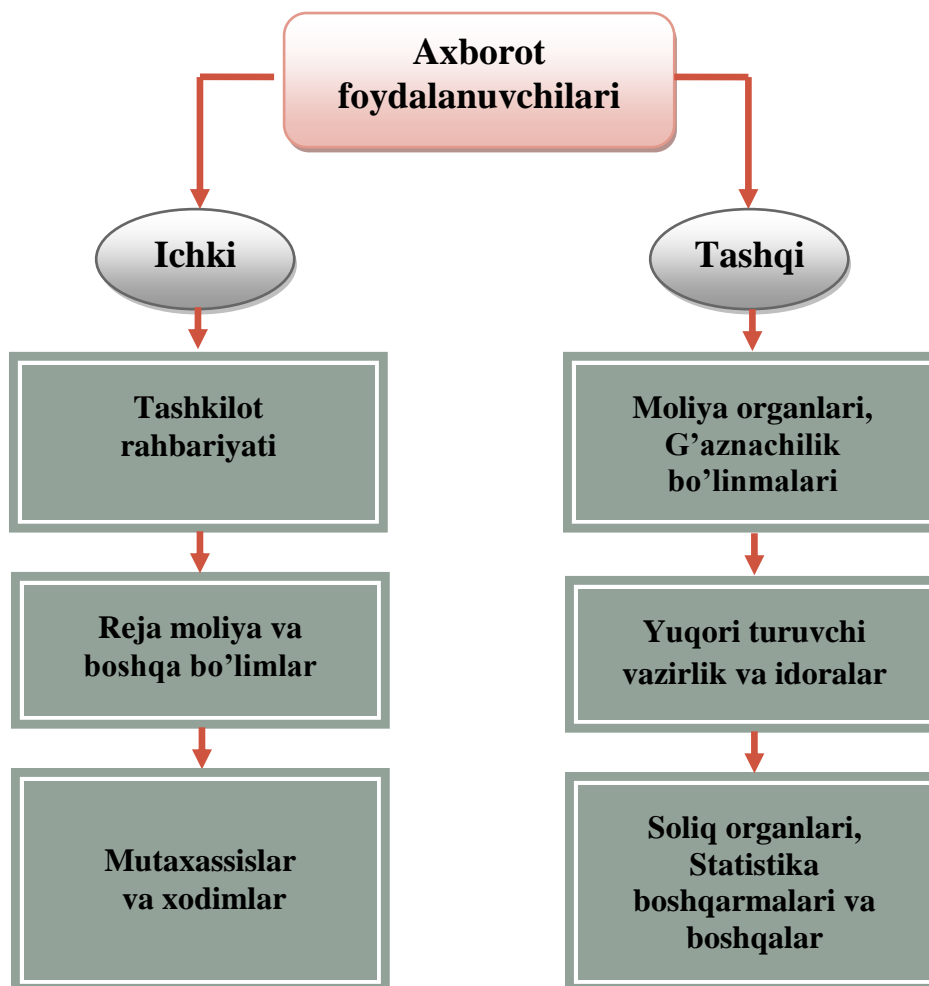 Axborot
foydalanuvchilari
Ichki
Tashqi
Tashkilot
rahbariyati
Moliya organlari,
G’aznachilik
bo’linmalari
Reja moliya va
boshqa bo’limlar
Yuqori turuvchi
vazirlik va idoralar
Mutaxassislar
va xodimlar
Soliq organlari,
Statistika
boshqarmalari va
boshqalar